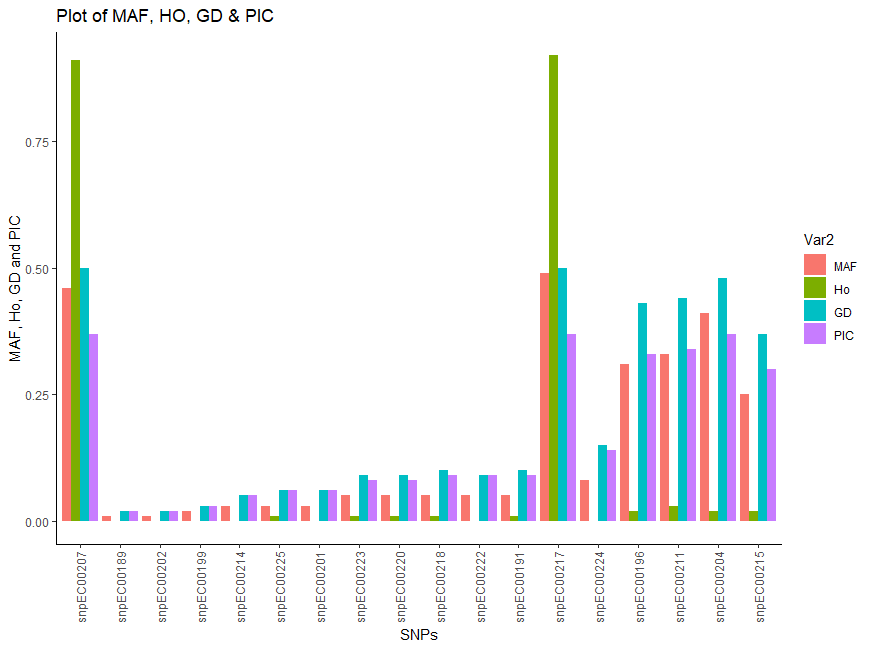 Plot of MAF, HO, GD & PIC
MAF, Ho, GD and PIC
0.75
0.50
0.25
0.00
snpEC00207
snpEC00189
snpEC00202
snpEC00199
snpEC00214
snpEC00225
snpEC00201
snpEC00223
snpEC00220
snpEC00218
snpEC00222
snpEC00191
snpEC00217
snpEC00224
snpEC00196
snpEC00211
snpEC00204
snpEC00215
SNPs
Var2
MAF
Ho
GD
PIC